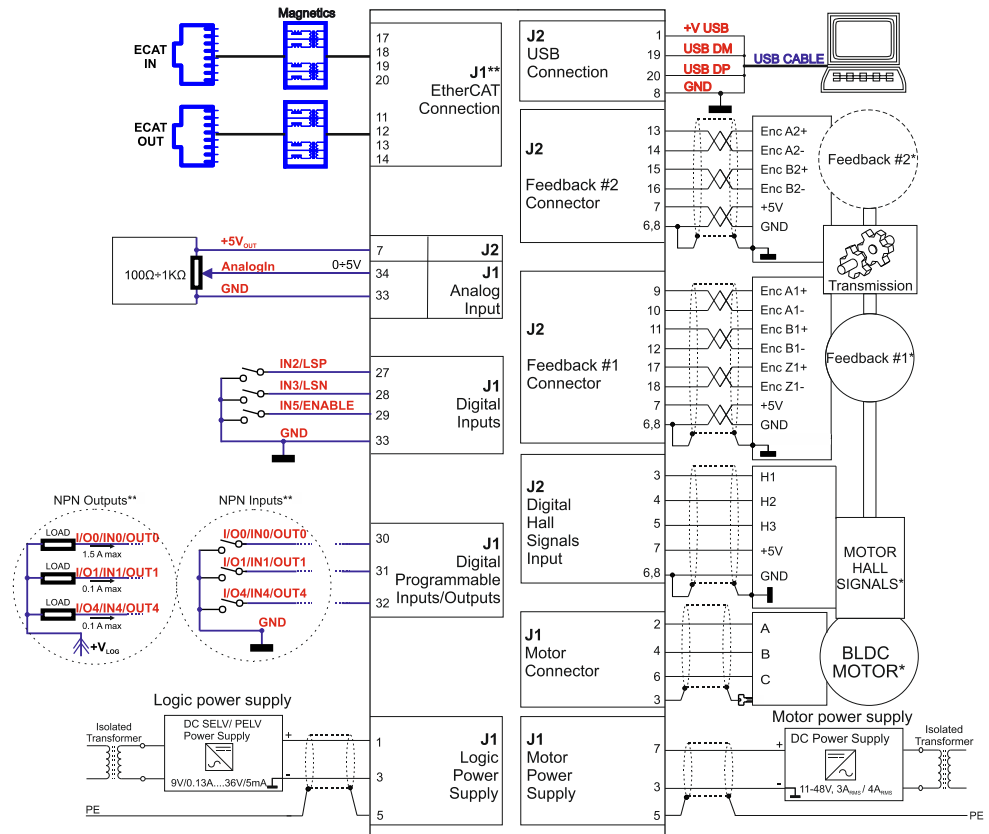 Magnetics
ECAT
IN
17
18
19
20
J1**
EtherCAT
Connection
ECAT
OUT
11
12
13
14
+5VOUT
7
J2
100Ω÷1KΩ
AnalogIn
0÷5V
34
J1
Analog
Input
GND
33
IN2/LSP
27
IN3/LSN
28
IN5/ENABLE
29
GND
33
J1
Digital
Inputs
NPN Outputs**
LOAD
I/O0/IN0/OUT0
1.5 A max
LOAD
I/O1/IN1/OUT1
0.1 A max
LOAD
I/O4/IN4/OUT4
0.1 A max
+VLOG
NPN Inputs**
I/O0/IN0/OUT0
30
I/O1/IN1/OUT1
31
I/O4/IN4/OUT4
32
GND
J1
Digital
Programmable
Inputs/Outputs
Logic power supply
Isolated
Transformer
DC SELV/ PELV
Power Supply
9V/0.13A....36V/5mA
+
-
1
3
PE
5
J1
Logic
Power
Supply
J2
USB
Connection
1
+V USB
19
USB DM
20
USB DP
8
GND
USB CABLE
J2
Feedback #2
Connector
13
Enc A2+
14
Enc A2-
15
Enc B2+
16
Enc B2-
7
+5V
6,8
GND
Feedback #2*
Transmission
J2
Feedback #1
Connector
9
Enc A1+
10
Enc A1-
11
Enc B1+
12
Enc B1-
17
Enc Z1+
18
Enc Z1-
7
+5V
6,8
GND
Feedback #1*
J2
Digital
Hall
Signals
Input
3
H1
4
H2
5
H3
7
+5V
6,8
GND
MOTOR
HALL
SIGNALS*
J1
Motor
Connector
2
A
4
B
6
C
3
BLDC
MOTOR*
Motor power supply
J1
Motor
Power
Supply
7
3
5
+
-
DC Power Supply
11-48V, 3ARMS/ 4ARMS
Isolated
Transformer
PE